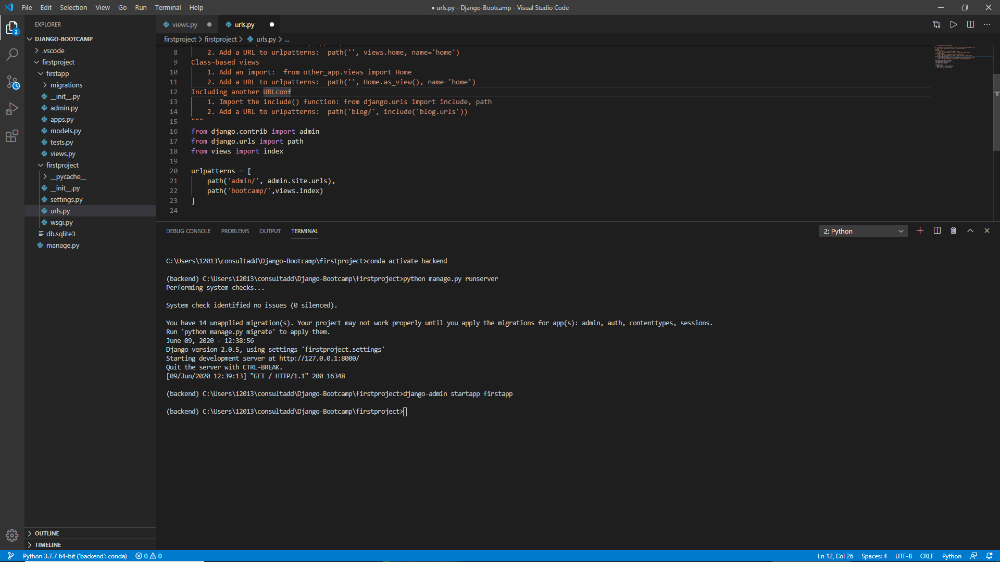 File Edit Selection View Go Run Terminal Help
● urls.py - Django-Bootcamp - Visual Studio Code
EXPLORER
DJANGO-BOOTCAMP
.vscode
firstproject
firstapp
migrations
__init__.py
admin.py
apps.py
models.py
tests.py
views.py
firstproject
__pycache__
__init__.py
settings.py
urls.py
wsgi.py
db.sqlite3
manage.py
OUTLINE
TIMELINE
2
views.py
urls.py
firstproject > firstproject > urls.py > ...
8 2. Add a URL to urlpatterns:  path('', views.home, name='home')
9 Class-based views
10 1. Add an import:  from other_app.views import Home
11 2. Add a URL to urlpatterns:  path('', Home.as_view(), name='home')
12 Including another URLconf
13 1. Import the include() function: from django.urls import include, path
14 2. Add a URL to urlpatterns:  path('blog/', include('blog.urls'))
15 """
16 from django.contrib import admin
17 from django.urls import path
18 from views import index
19
20 urlpatterns = [
21 path('admin/', admin.site.urls),
22 path('bootcamp/',views.index)
23 ]
24
DEBUG CONSOLE PROBLEMS OUTPUT TERMINAL
2: Python
C:\Users\12013\consultadd\Django-Bootcamp\firstproject>conda activate backend
(backend) C:\Users\12013\consultadd\Django-Bootcamp\firstproject>python manage.py runserver
Performing system checks...
System check identified no issues (0 silenced).
You have 14 unapplied migration(s). Your project may not work properly until you apply the migrations for app(s): admin, auth, contenttypes, sessions.
Run 'python manage.py migrate' to apply them.
June 09, 2020 - 12:38:56
Django version 2.0.5, using settings 'firstproject.settings'
Starting development server at http://127.0.0.1:8000/
Quit the server with CTRL-BREAK.
[09/Jun/2020 12:39:13] "GET / HTTP/1.1" 200 16348
(backend) C:\Users\12013\consultadd\Django-Bootcamp\firstproject>django-admin startapp firstapp
(backend) C:\Users\12013\consultadd\Django-Bootcamp\firstproject>
Python 3.7.7 64-bit ('backend': conda) 0 0
Ln 12, Col 26 Spaces: 4 UTF-8 CRLF Python